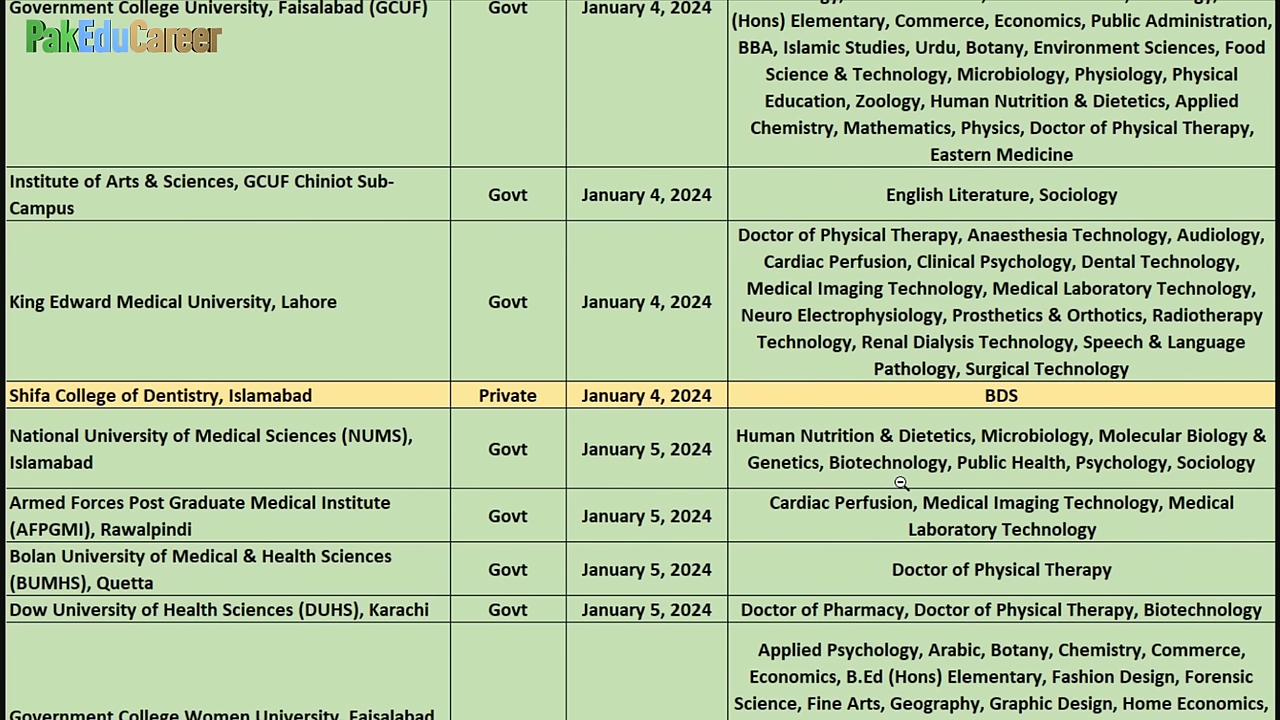 Government College University, Faisalabad (GCUF)
Govt
January 4, 2024
(Hons) Elementary, Commerce, Economics, Public Administration,
BBA, Islamic Studies, Urdu, Botany, Environment Sciences, Food
Science & Technology, Microbiology, Physiology, Physical
Education, Zoology, Human Nutrition & Dietetics, Applied
Chemistry, Mathematics, Physics, Doctor of Physical Therapy,
Eastern Medicine
PakEduCareer
Institute of Arts & Sciences, GCUF Chiniot Sub-
Campus
Govt
January 4, 2024
English Literature, Sociology
King Edward Medical University, Lahore
Govt
January 4, 2024
Doctor of Physical Therapy, Anaesthesia Technology, Audiology,
Cardiac Perfusion, Clinical Psychology, Dental Technology,
Medical Imaging Technology, Medical Laboratory Technology,
Neuro Electrophysiology, Prosthetics & Orthotics, Radiotherapy
Technology, Renal Dialysis Technology, Speech & Language
Pathology, Surgical Technology
Shifa College of Dentistry, Islamabad
Private
January 4, 2024
BDS
National University of Medical Sciences (NUMS),
Islamabad
Govt
January 5, 2024
Human Nutrition & Dietetics, Microbiology, Molecular Biology &
Genetics, Biotechnology, Public Health, Psychology, Sociology
Armed Forces Post Graduate Medical Institute
(AFPGMI), Rawalpindi
Govt
January 5, 2024
Cardiac Perfusion, Medical Imaging Technology, Medical
Laboratory Technology
Bolan University of Medical & Health Sciences
(BUMHS), Quetta
Govt
January 5, 2024
Doctor of Physical Therapy
Dow University of Health Sciences (DUHS), Karachi
Govt
January 5, 2024
Doctor of Pharmacy, Doctor of Physical Therapy, Biotechnology
Government College Women University, Faisalabad
Applied Psychology, Arabic, Botany, Chemistry, Commerce,
Economics, B.Ed (Hons) Elementary, Fashion Design, Forensic
Science, Fine Arts, Geography, Graphic Design, Home Economics,